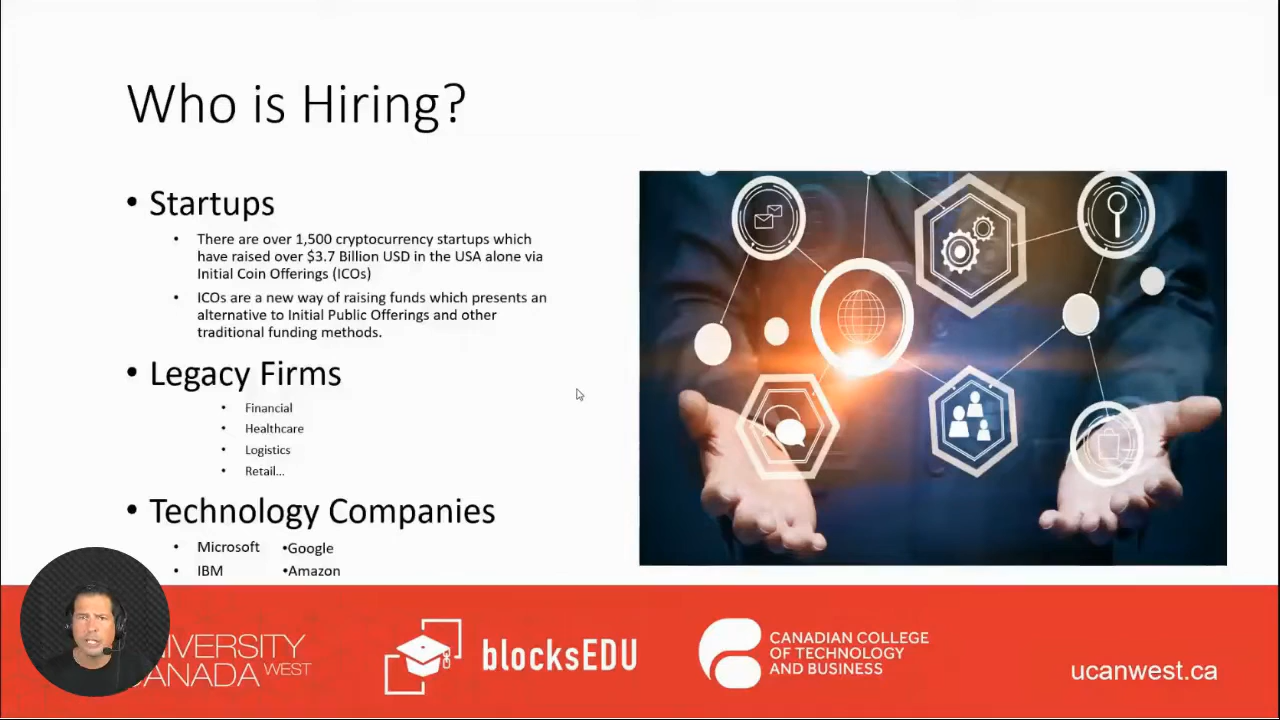 Who is Hiring?
• Startups
• There are over 1,500 cryptocurrency startups which
have raised over $3.7 Billion USD in the USA alone via
Initial Coin Offerings (ICOs)
• ICOs are a new way of raising funds which presents an
alternative to Initial Public Offerings and other
traditional funding methods.
• Legacy Firms
• Financial
• Healthcare
• Logistics
• Retail...
• Technology Companies
• Microsoft •Google
• IBM •Amazon
WEST
blocksEDU
CANADIAN COLLEGE
OF TECHNOLOGY
AND BUSINESS
ucanwest.ca